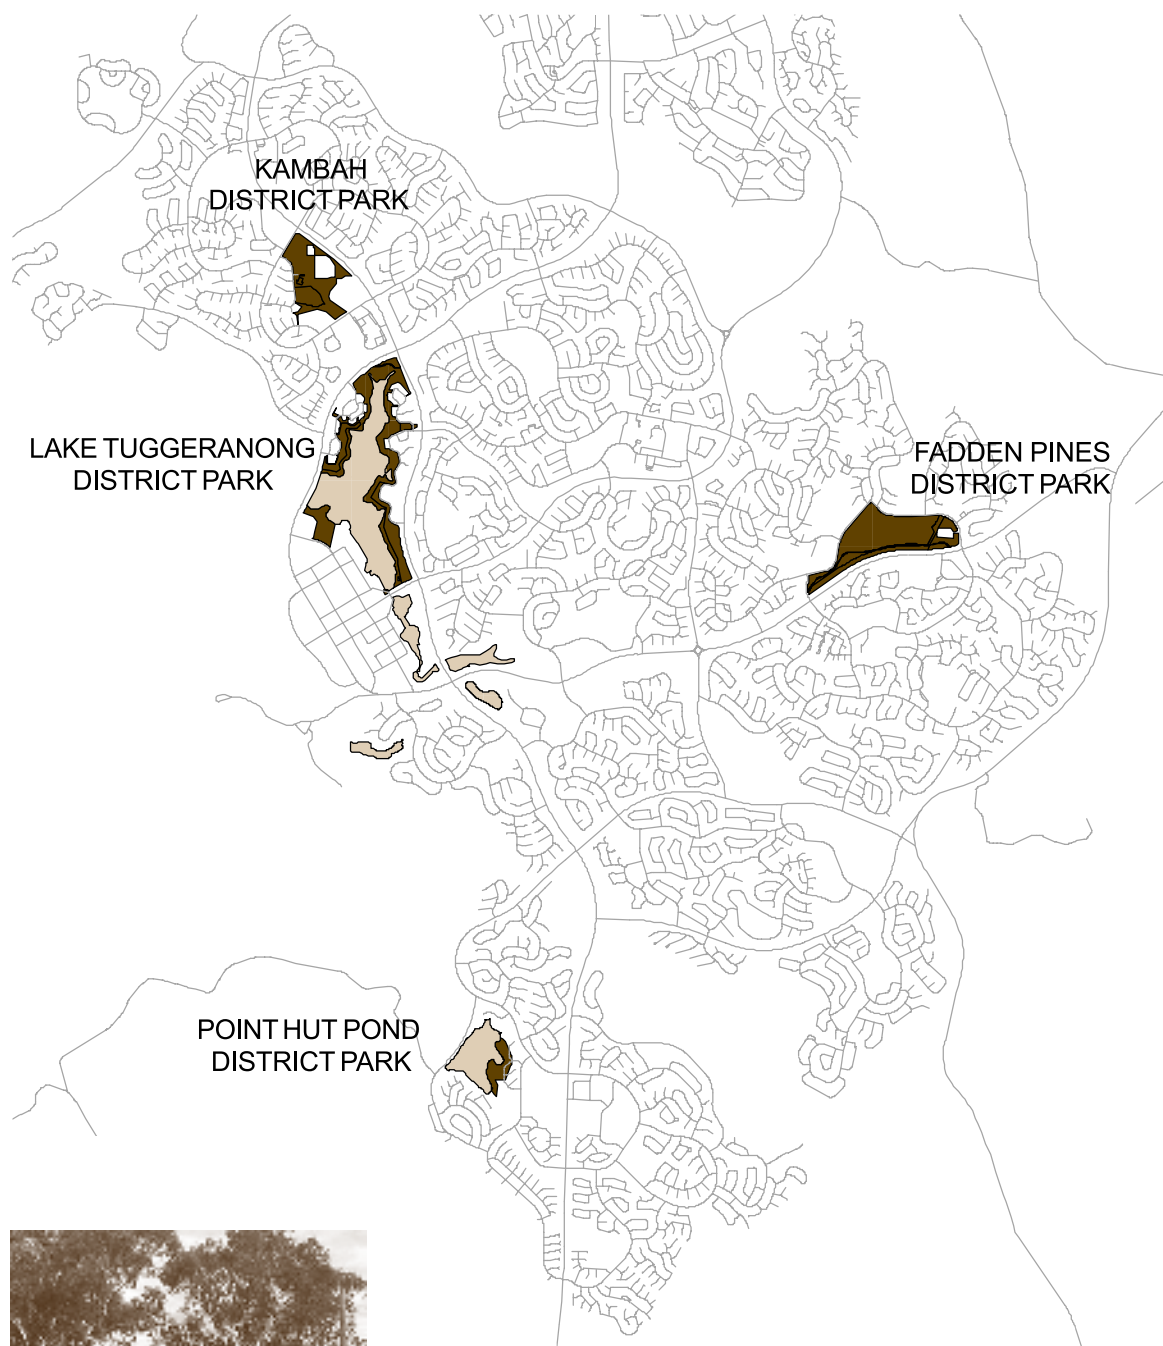 KAMBAH
DISTRICT PARK
LAKE TUGGERANONG
DISTRICT PARK
FADDEN PINES
DISTRICT PARK
POINT HUT POND
DISTRICT PARK